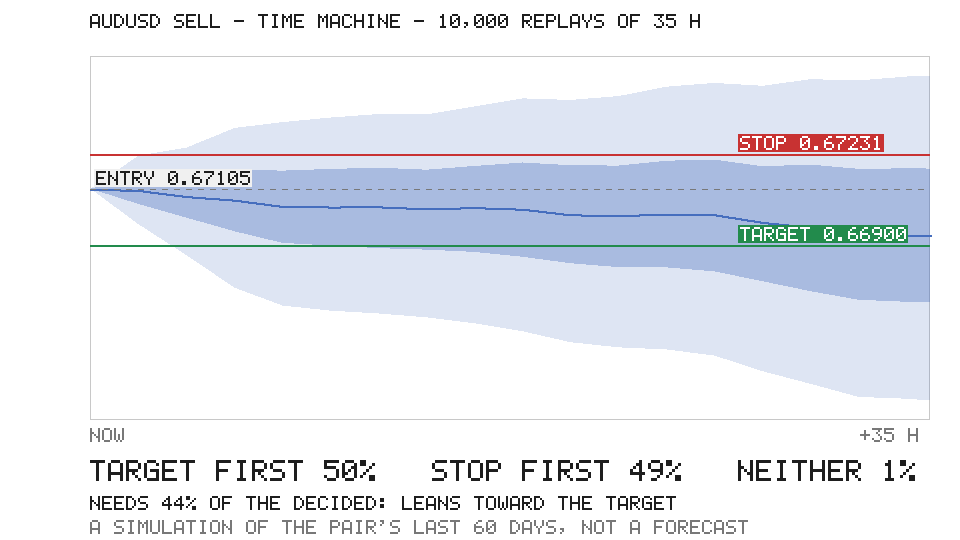 AUDUSD SELL - TIME MACHINE - 10,000 REPLAYS OF 35 H
STOP 0.67231
ENTRY 0.67105
TARGET 0.66900
NOW +35 H
TARGET FIRST 50% STOP FIRST 49% NEITHER 1%
NEEDS 44% OF THE DECIDED: LEANS TOWARD THE TARGET
A SIMULATION OF THE PAIR'S LAST 60 DAYS, NOT A FORECAST